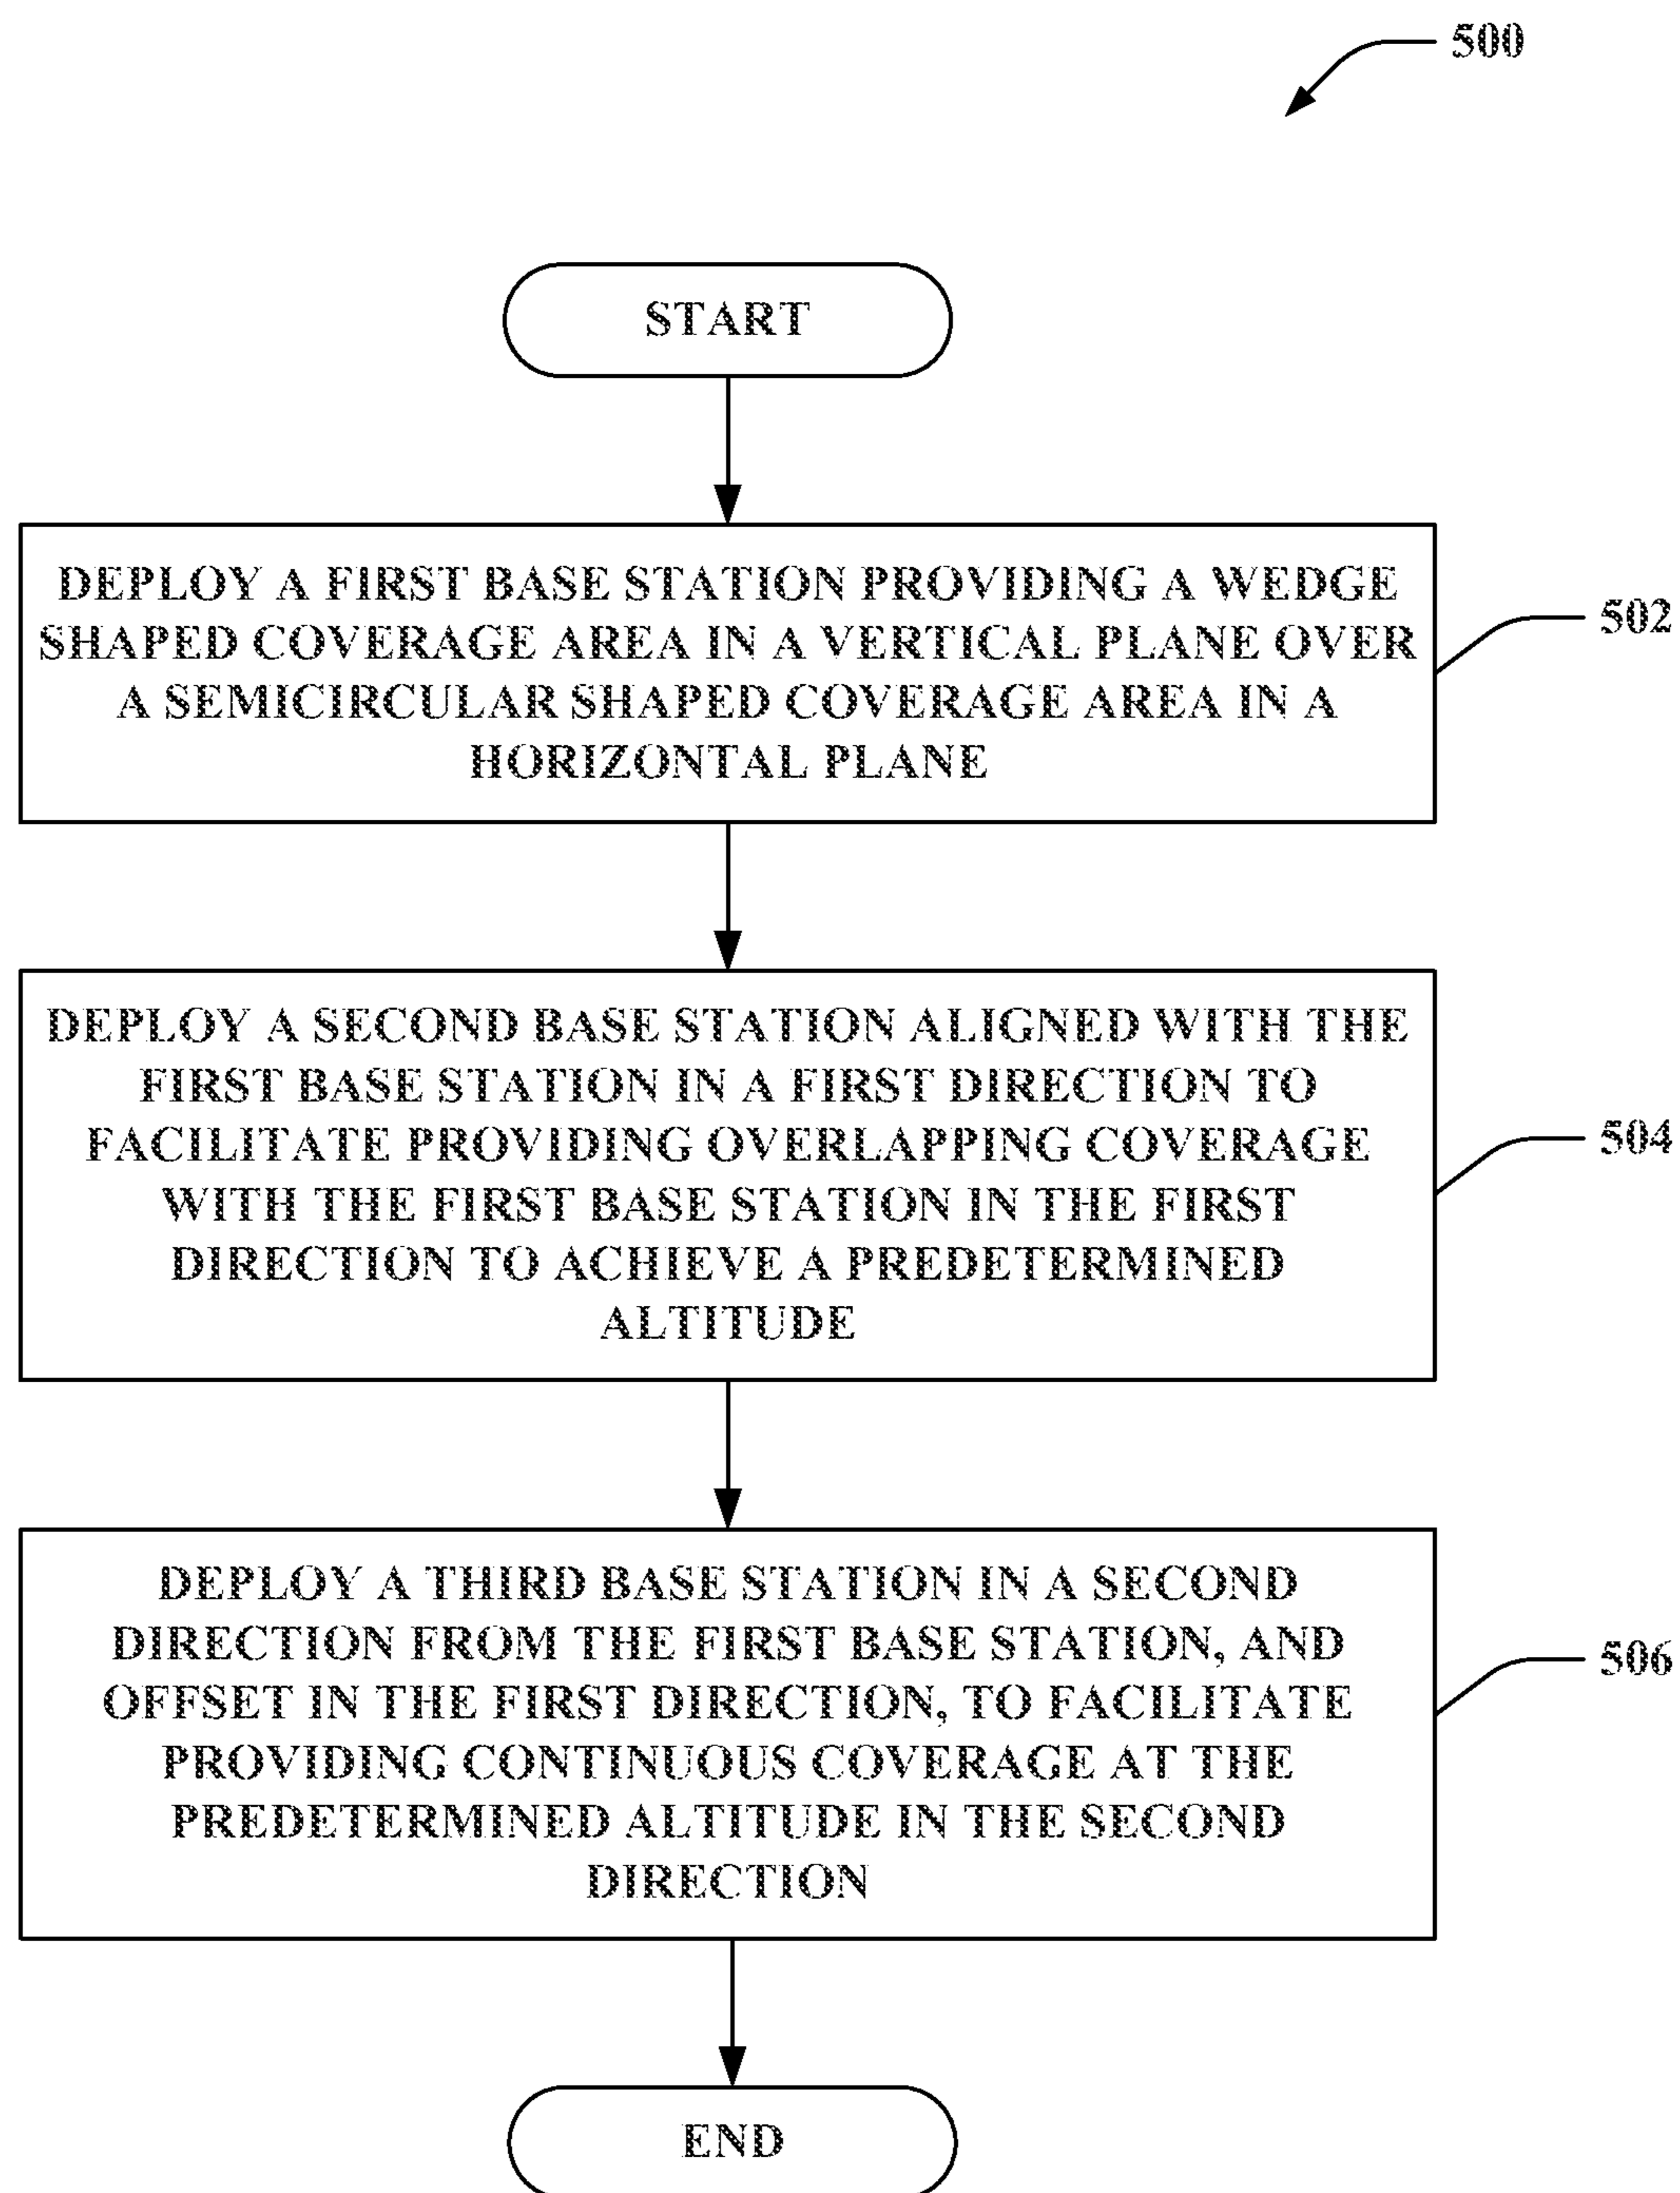 500
START
DEPLOY A FIRST BASE STATION PROVIDING A WEDGE
SHAPED COVERAGE AREA IN A VERTICAL PLANE OVER
A SEMICIRCULAR SHAPED COVERAGE AREA IN A
HORIZONTAL PLANE
502
DEPLOY A SECOND BASE STATION ALIGNED WITH THE
FIRST BASE STATION IN A FIRST DIRECTION TO
FACILITATE PROVIDING OVERLAPPING COVERAGE
WITH THE FIRST BASE STATION IN THE FIRST
DIRECTION TO ACHIEVE A PREDETERMINED
ALTITUDE
504
DEPLOY A THIRD BASE STATION IN A SECOND
DIRECTION FROM THE FIRST BASE STATION, AND
OFFSET IN THE FIRST DIRECTION, TO FACILITATE
PROVIDING CONTINUOUS COVERAGE AT THE
PREDETERMINED ALTITUDE IN THE SECOND
DIRECTION
506
END